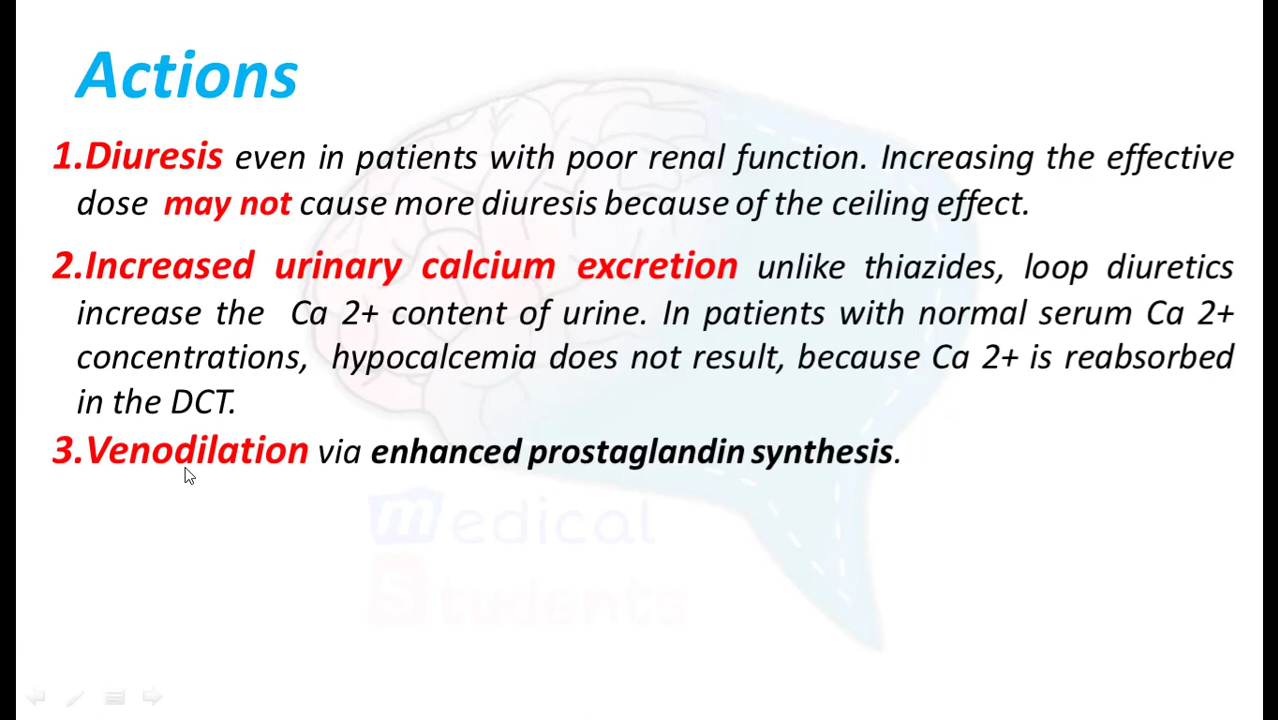 Actions
1.Diuresis even in patients with poor renal function. Increasing the effective
dose may not cause more diuresis because of the ceiling effect.
2.Increased urinary calcium excretion unlike thiazides, loop diuretics
increase the Ca 2+ content of urine. In patients with normal serum Ca 2+
concentrations, hypocalcemia does not result, because Ca 2+ is reabsorbed
in the DCT.
3.Venodilation via enhanced prostaglandin synthesis.
medical
Students